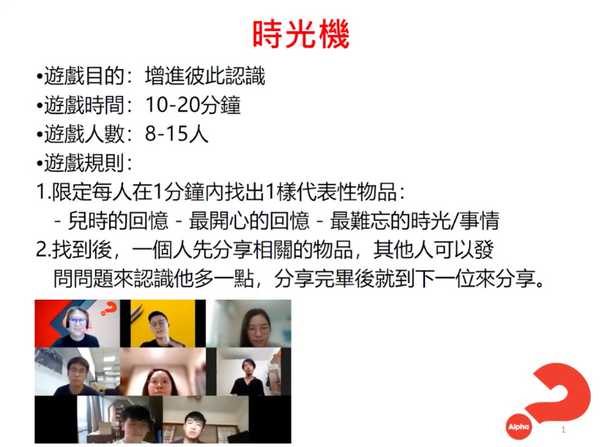 時光機
•遊戲目的：增進彼此認識
•遊戲時間：10-20分鐘
•遊戲人數：8-15人
•遊戲規則：
1.限定每人在1分鐘內找出1樣代表性物品：
- 兒時的回憶 - 最開心的回憶 - 最難忘的時光/事情
2.找到後，一個人先分享相關的物品，其他人可以發
問問題來認識他多一點，分享完畢後就到下一位來分享。
Alpha
1